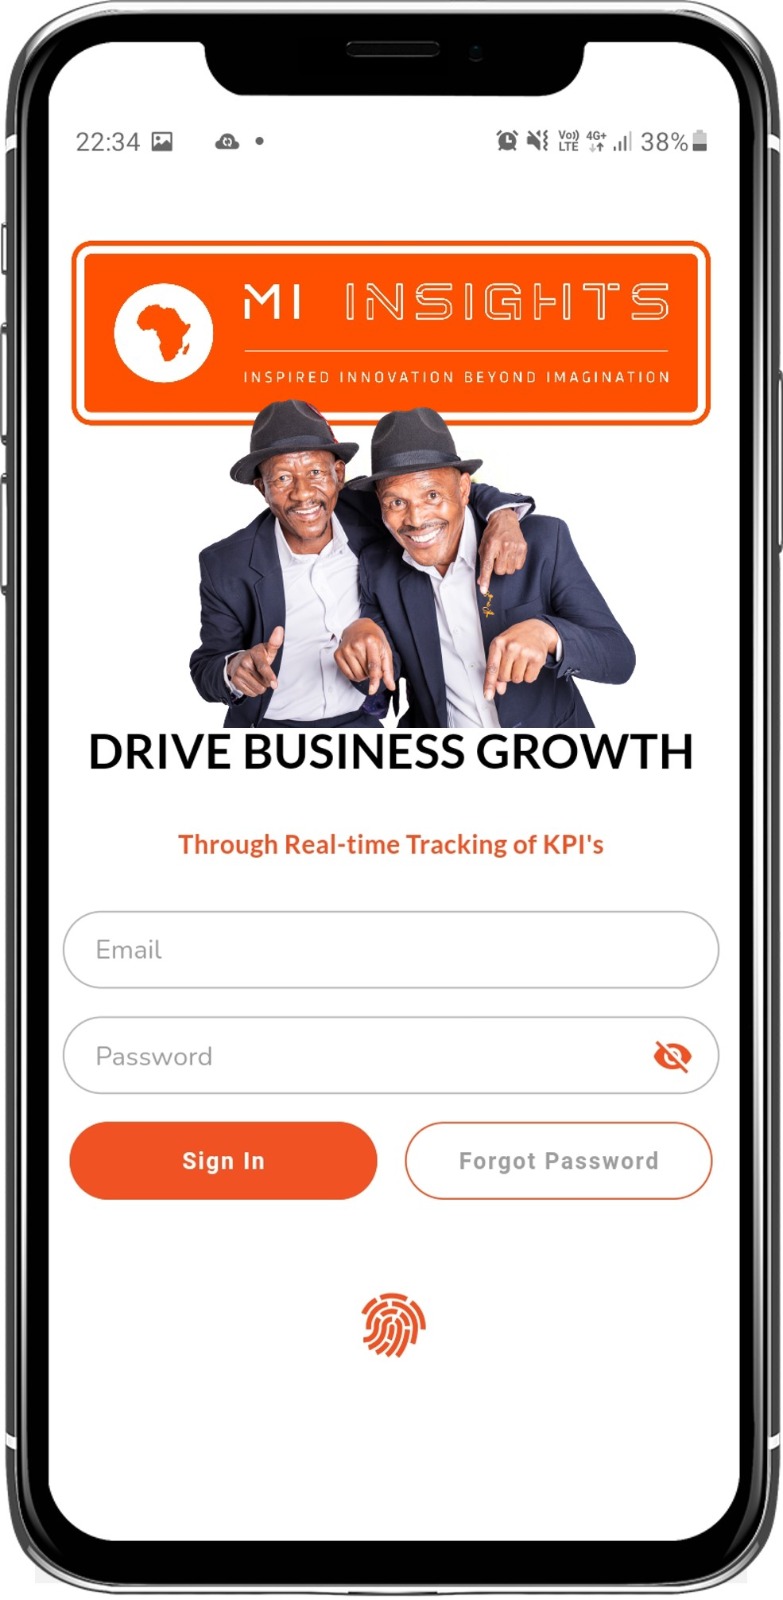 22:34
Vo)) LTE 4G+ 38%
MI INSIGHTS
INSPIRED INNOVATION BEYOND IMAGINATION
DRIVE BUSINESS GROWTH
Through Real-time Tracking of KPI's
Email
Password
Sign In
Forgot Password